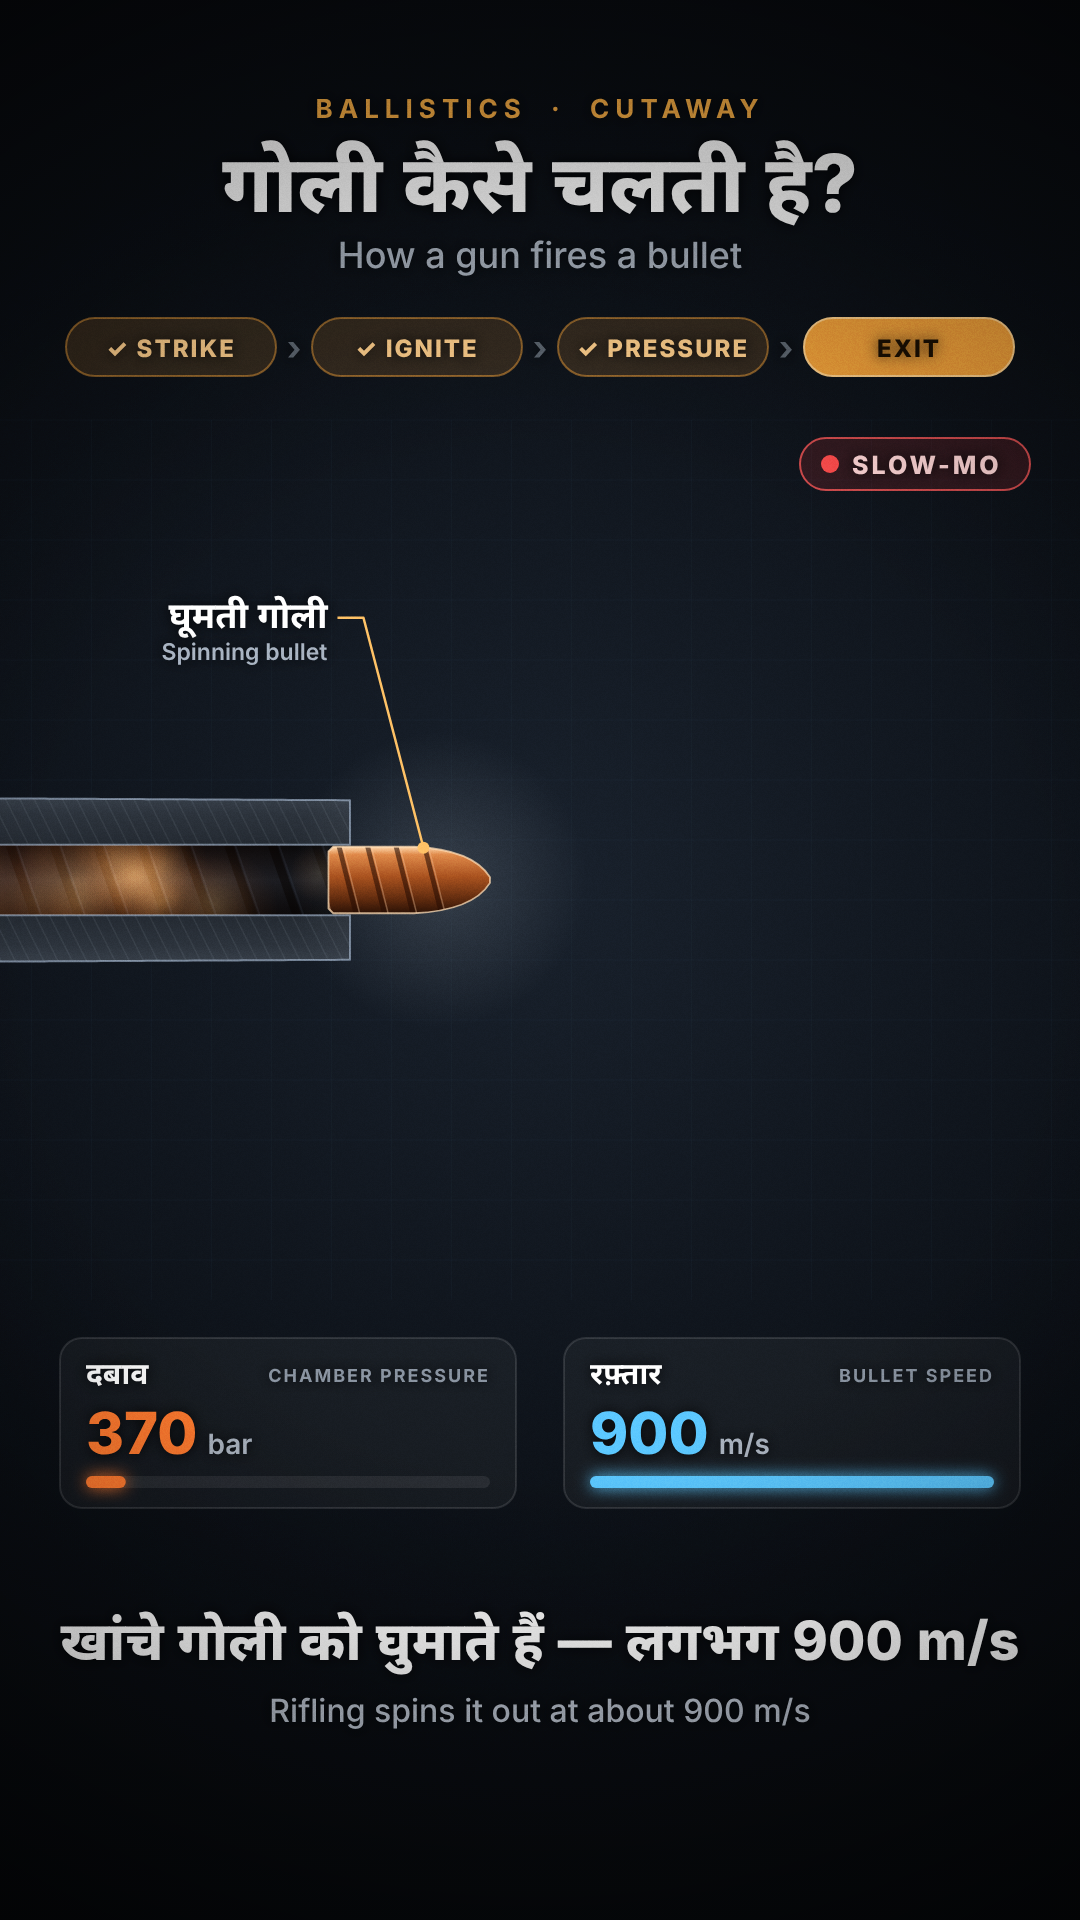 BALLISTICS · CUTAWAY
गोली कैसे चलती है?
How a gun fires a bullet
✓ STRIKE › ✓ IGNITE › ✓ PRESSURE › EXIT
SLOW-MO
घूमती गोली
Spinning bullet
दबाव CHAMBER PRESSURE
370 bar
रफ़्तार BULLET SPEED
900 m/s
खांचे गोली को घुमाते हैं — लगभग 900 m/s
Rifling spins it out at about 900 m/s